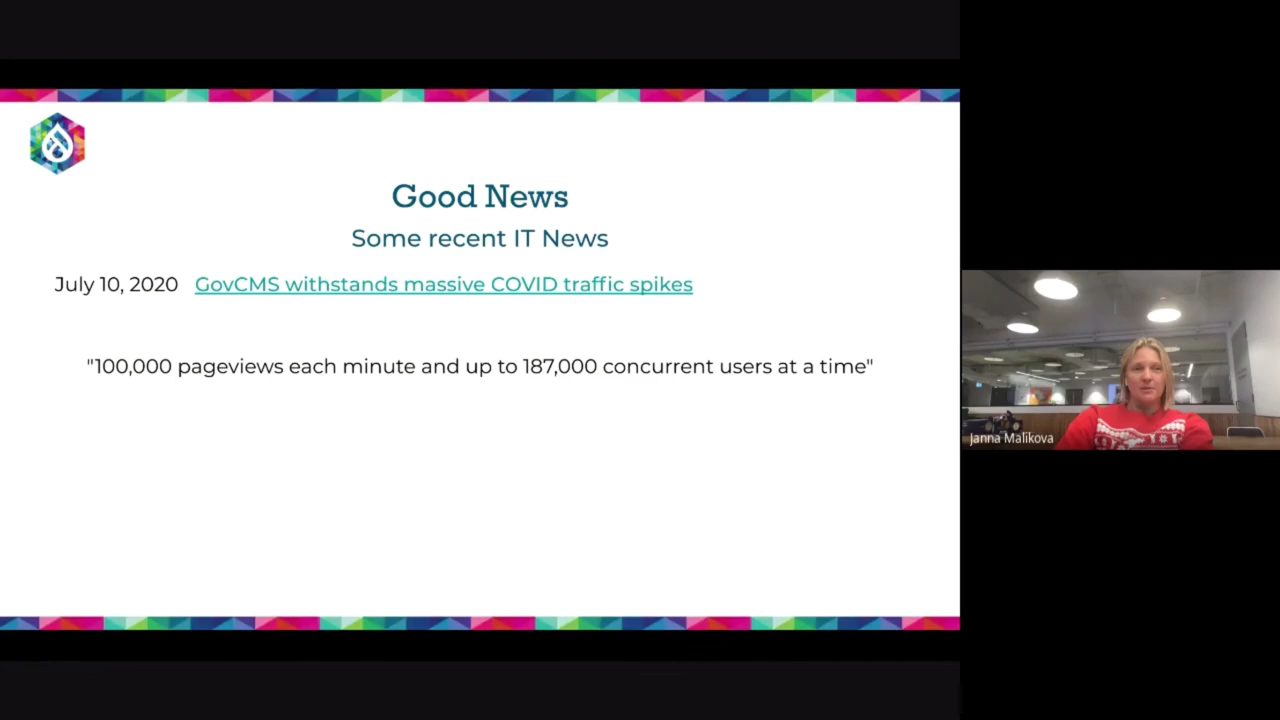 Good News
Some recent IT News
July 10, 2020 GovCMS withstands massive COVID traffic spikes
"100,000 pageviews each minute and up to 187,000 concurrent users at a time"
Janna Malikova